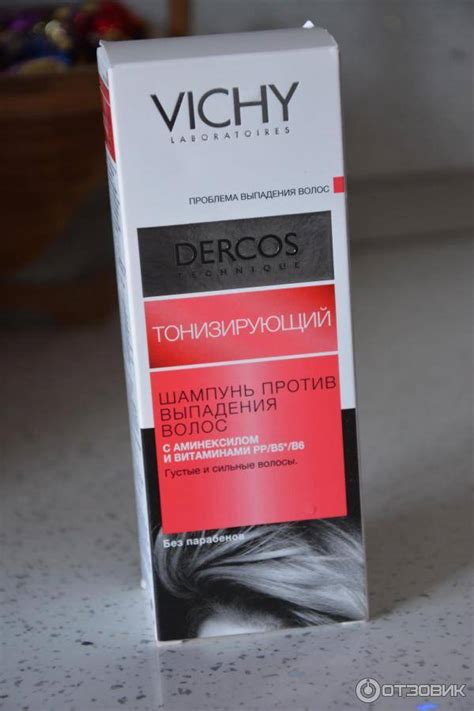 VICHY
LABORATOIRES
ПРОБЛЕМА ВЫПАДЕНИЯ ВОЛОС
DERCOS
TECHNIQUE
ТОНИЗИРУЮЩИЙ
ШАМПУНЬ ПРОТИВ
ВЫПАДЕНИЯ
ВОЛОС
С АМИНЕКСИЛОМ
И ВИТАМИНАМИ PP/B5*/B6
Густые и сильные волосы.
Без парабенов
ОТЗОВИК